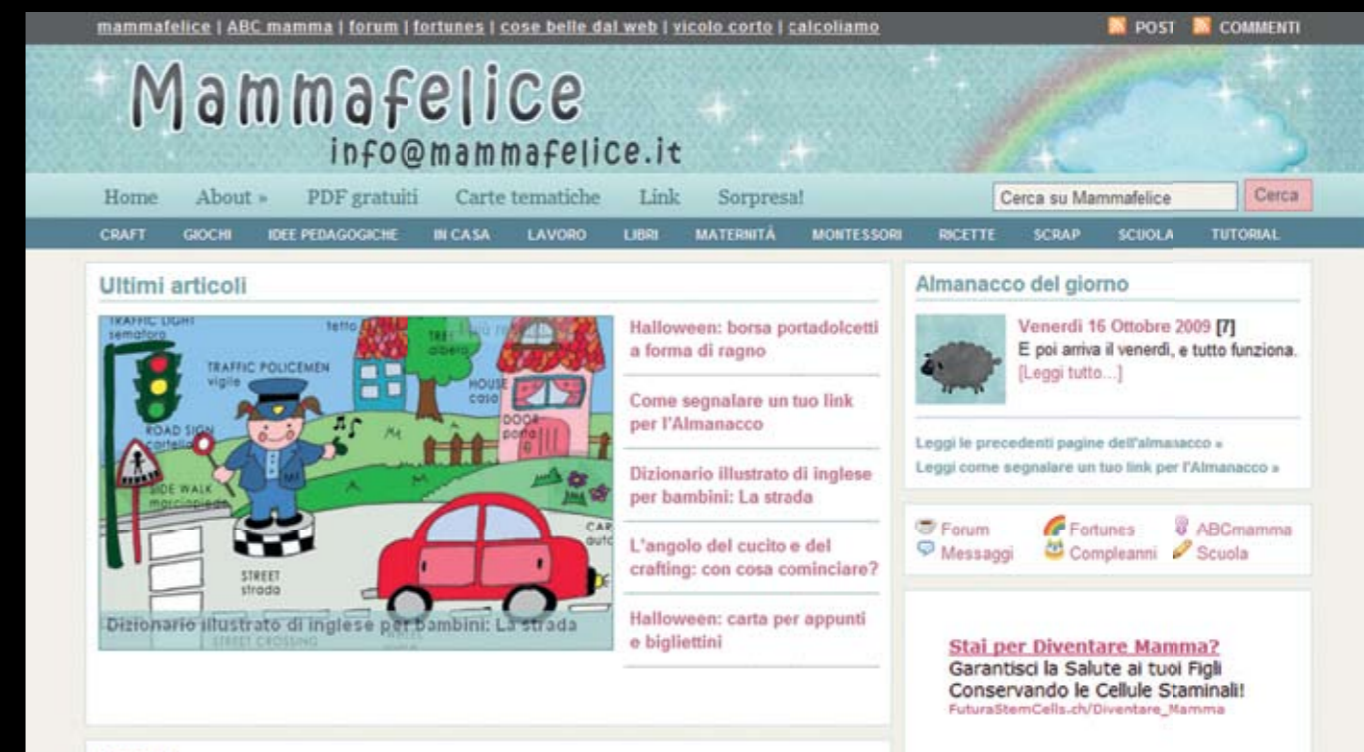 mammafelice | ABC mamma | forum | fortunes | cose belle dal web | vicolo corto | calcoliamo
POST COMMENTI
Mammafelice
info@mammafelice.it
Home About » PDF gratuiti Carte tematiche Link Sorpresa!
Cerca su Mammafelice Cerca
CRAFT GIOCHI IDEE PEDAGOGICHE IN CASA LAVORO LIBRI MATERNITÀ MONTESSORI RICETTE SCRAP SCUOLA TUTORIAL
Ultimi articoli
TRAFFIC LIGHT
semaforo
tetto
TREE
albero
TRAFFIC POLICEMEN
vigile
HOUSE
casa
DOOR
porta
ROAD SIGN
cartello
SIDE WALK
marciapiede
CAR
auto
STREET
strada
Dizionario illustrato di inglese per bambini: La strada
STREET CROSSING
Halloween: borsa portadolcetti
a forma di ragno
Come segnalare un tuo link
per l'Almanacco
Dizionario illustrato di inglese
per bambini: La strada
L'angolo del cucito e del
crafting: con cosa cominciare?
Halloween: carta per appunti
e bigliettini
Almanacco del giorno
Venerdì 16 Ottobre 2009 [7]
E poi arriva il venerdì, e tutto funziona.
[Leggi tutto...]
Leggi le precedenti pagine dell'almanacco »
Leggi come segnalare un tuo link per l'Almanacco »
Forum Fortunes ABCmamma
Messaggi Compleanni Scuola
Stai per Diventare Mamma?
Garantisci la Salute ai tuoi Figli
Conservando le Cellule Staminali!
FuturaStemCells.ch/Diventare_Mamma